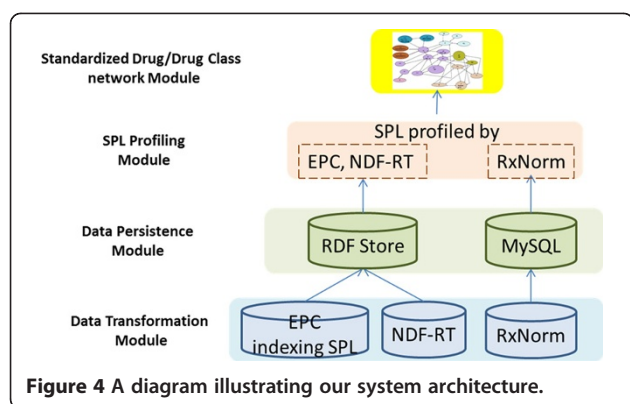 Standardized Drug/Drug Class
network Module
SPL Profiling
Module
SPL profiled by
EPC, NDF-RT
RxNorm
Data Persistence
Module
RDF Store
MySQL
Data Transformation
Module
EPC
indexing SPL
NDF-RT
RxNorm
Figure 4 A diagram illustrating our system architecture.